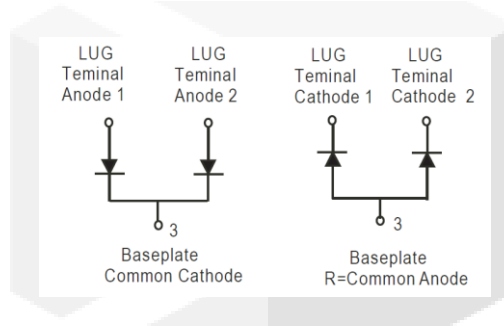 LUG
Teminal
Anode 1
LUG
Teminal
Anode 2
LUG
Teminal
Cathode 1
LUG
Teminal
Cathode 2
3
Baseplate
Common Cathode
3
Baseplate
R=Common Anode